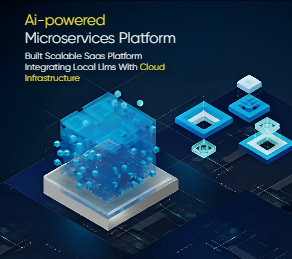 Ai-powered
Microservices Platform
Built Scalable Saas Platform
Integrating Local Llms With Cloud
Infrastructure